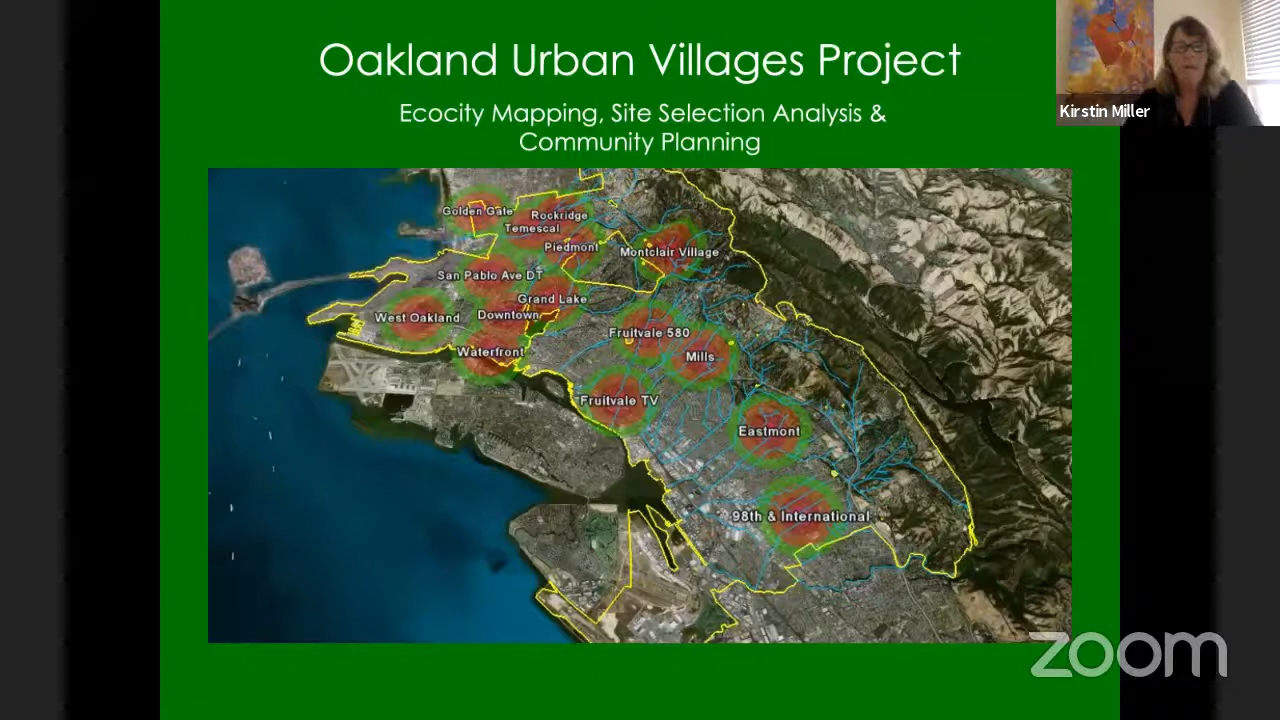 Oakland Urban Villages Project
Ecocity Mapping, Site Selection Analysis &
Community Planning
Kirstin Miller
Golden Gate
Rockridge
Temescal
Piedmont
Montclair Village
San Pablo Ave DT
Grand Lake
West Oakland
Downtown
Fruitvale 580
Waterfront
Mills
Fruitvale TV
Eastmont
98th & International
zoom